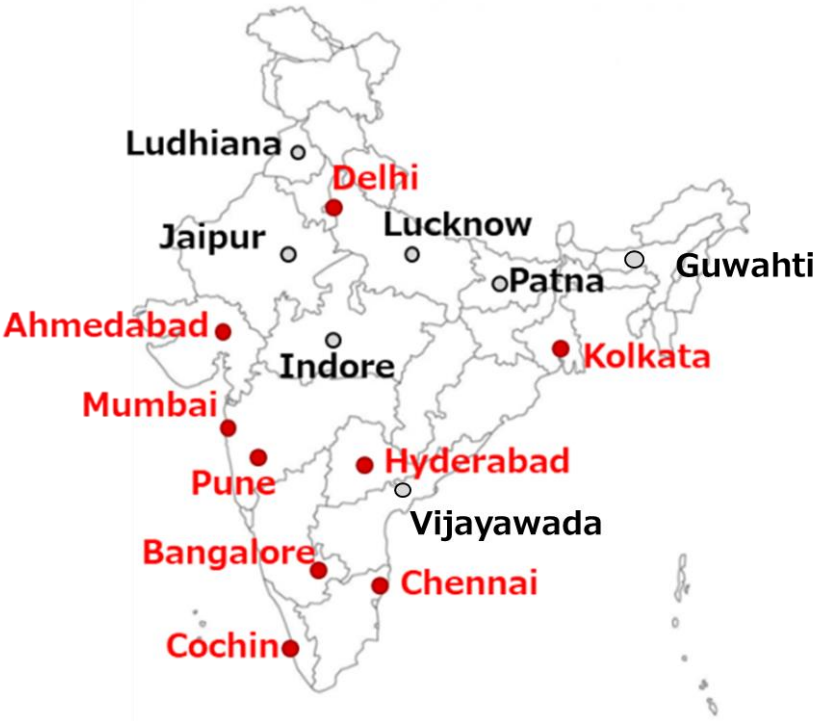 Ludhiana
Delhi
Lucknow
Jaipur
Guwahti
Patna
Ahmedabad
Kolkata
Indore
Mumbai
Hyderabad
Pune
Vijayawada
Bangalore
Chennai
Cochin